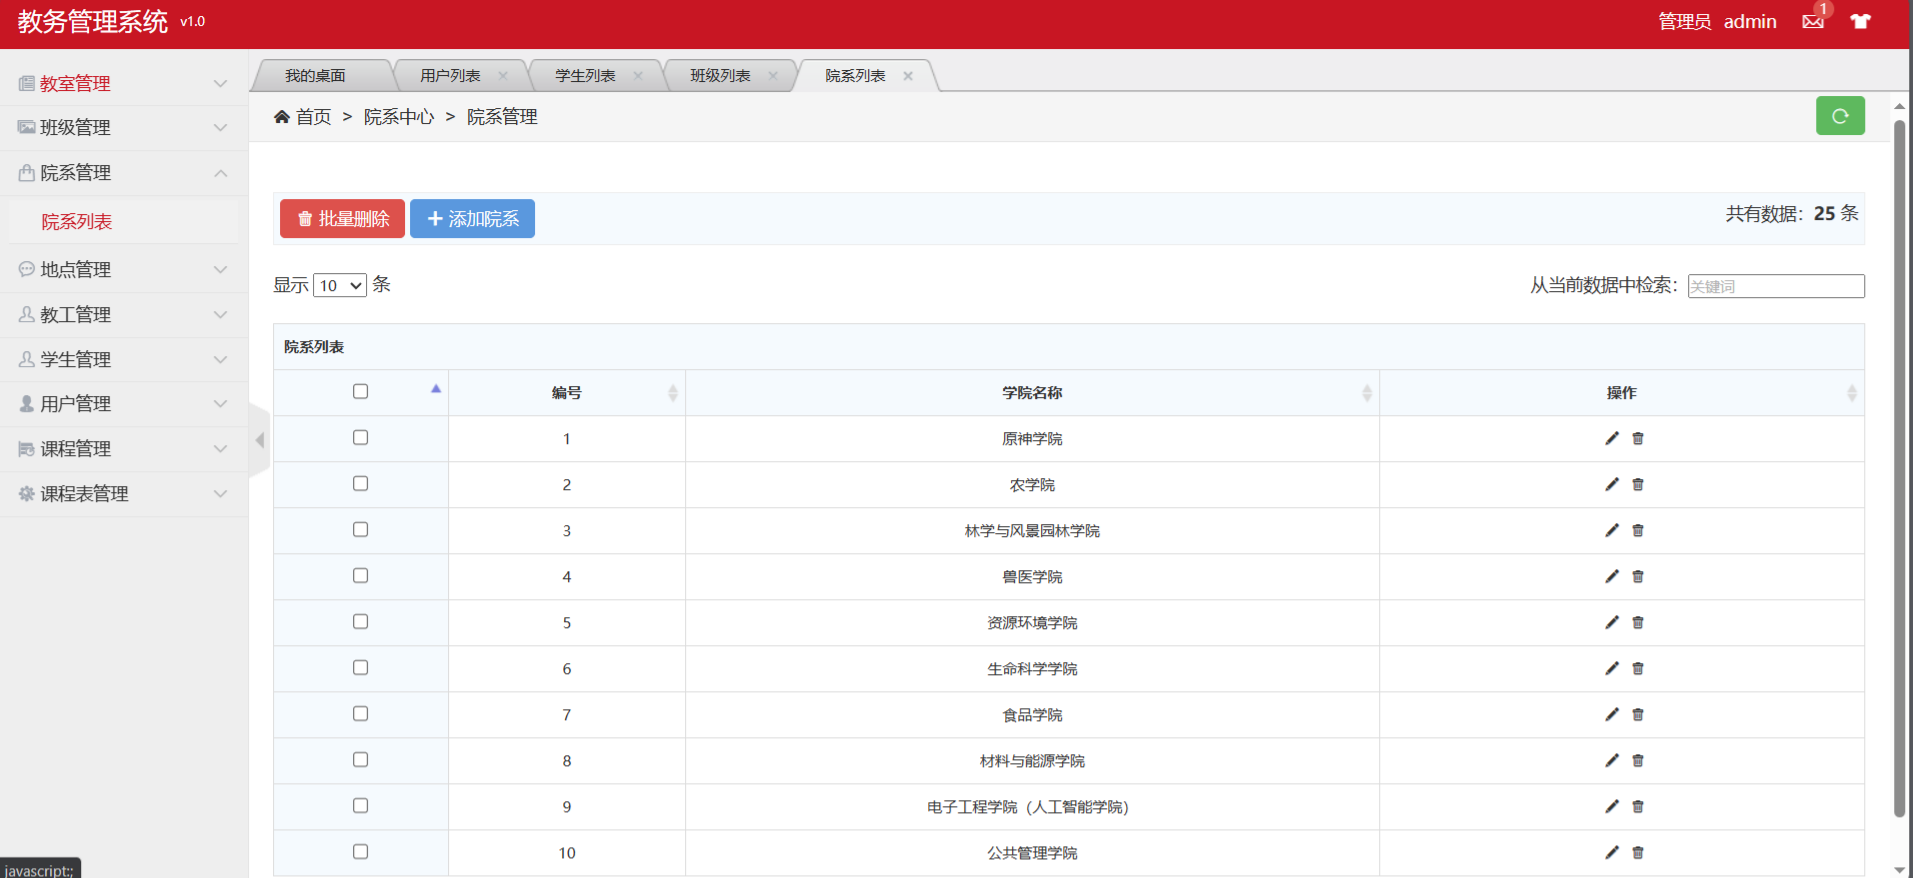 教务管理系统 v1.0
管理员 admin 1
教室管理
班级管理
院系管理
院系列表
地点管理
教工管理
学生管理
用户管理
课程管理
课程表管理
我的桌面 用户列表 学生列表 班级列表 院系列表
首页 > 院系中心 > 院系管理
批量删除 添加院系 共有数据：25 条
显示 10 条 从当前数据中检索：关键词
院系列表
编号 学院名称 操作
1 原神学院
2 农学院
3 林学与风景园林学院
4 兽医学院
5 资源环境学院
6 生命科学学院
7 食品学院
8 材料与能源学院
9 电子工程学院（人工智能学院）
10 公共管理学院
javascript:;